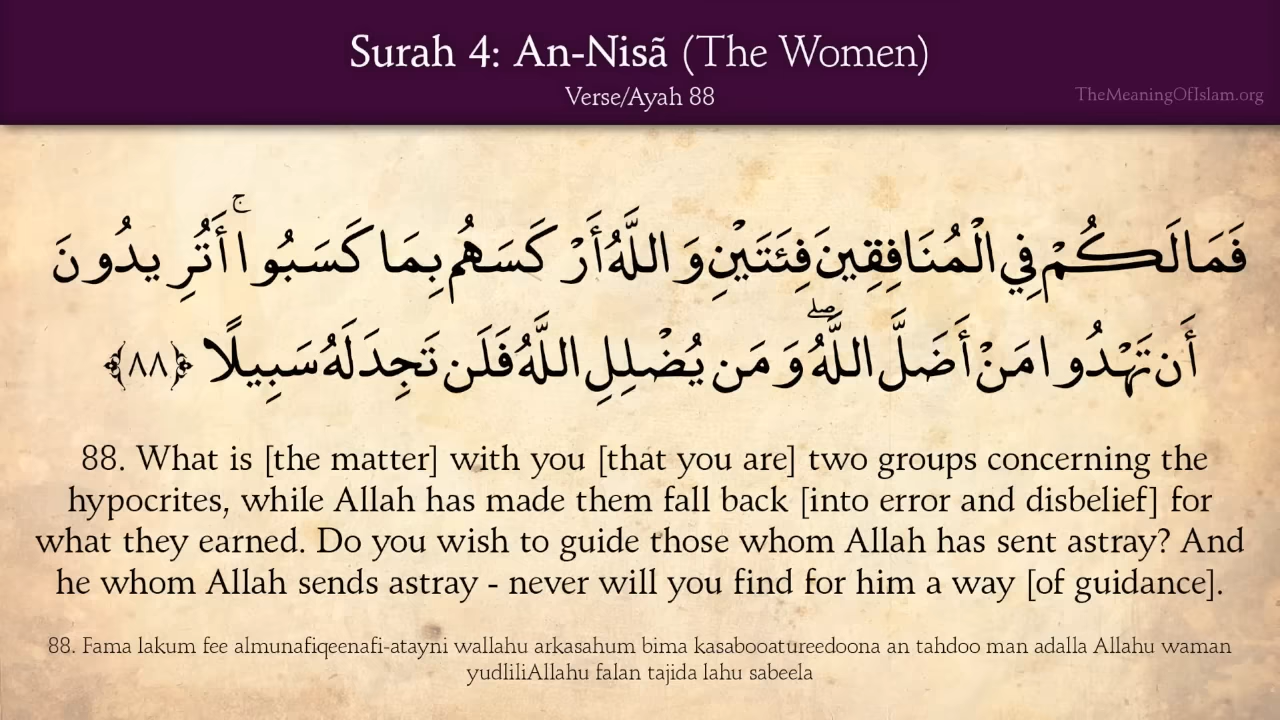 Surah 4: An-Nisã (The Women)
Verse/Ayah 88
TheMeaningOfIslam.org
فَمَا لَكُمْ فِي الْمُنَافِقِينَ فِئَتَيْنِ وَاللَّهُ أَرْكَسَهُم بِمَا كَسَبُوا ۚ أَتُرِيدُونَ
أَن تَهْدُوا مَنْ أَضَلَّ اللَّهُ ۖ وَمَن يُضْلِلِ اللَّهُ فَلَن تَجِدَ لَهُ سَبِيلًا ﴿٨٨﴾
88. What is [the matter] with you [that you are] two groups concerning the
hypocrites, while Allah has made them fall back [into error and disbelief] for
what they earned. Do you wish to guide those whom Allah has sent astray? And
he whom Allah sends astray - never will you find for him a way [of guidance].
88. Fama lakum fee almunafiqeenafi-atayni wallahu arkasahum bima kasabooatureedoona an tahdoo man adalla Allahu waman
yudliliAllahu falan tajida lahu sabeela